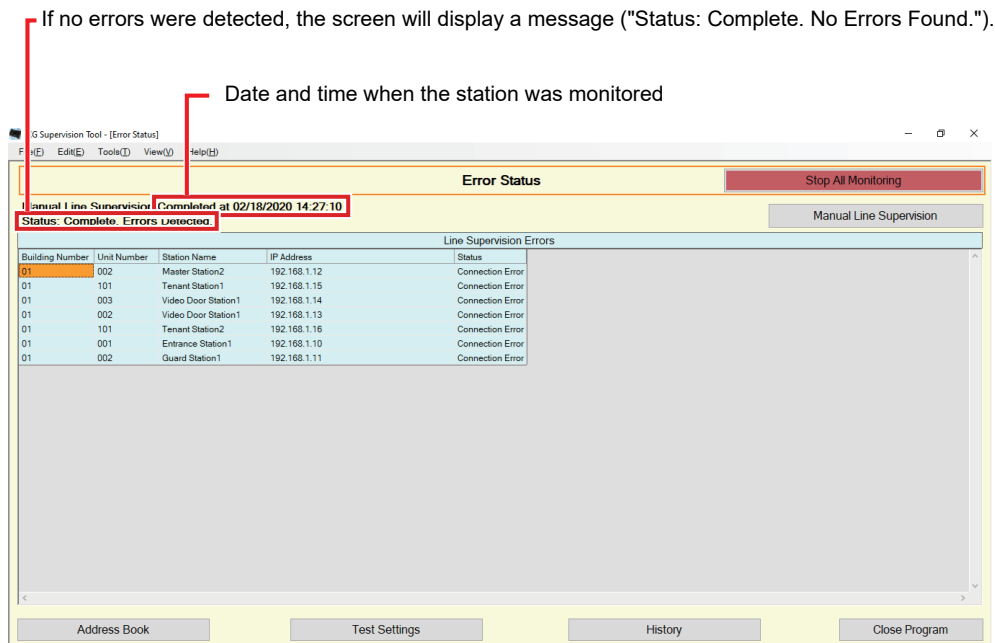 If no errors were detected, the screen will display a message ("Status: Complete. No Errors Found.").
Date and time when the station was monitored
Supervision Tool - [Error Status]
Edit(E) Tools(T) View(V) Help(H)
Error Status
Stop All Monitoring
Manual Line Supervision Completed at 02/18/2020 14:27:10
Status: Complete. Errors Detected.
Manual Line Supervision
Line Supervision Errors
Building Number Unit Number Station Name IP Address Status
01 002 Master Station2 192.168.1.12 Connection Error
01 101 Tenant Station1 192.168.1.15 Connection Error
01 003 Video Door Station1 192.168.1.14 Connection Error
01 002 Video Door Station1 192.168.1.13 Connection Error
01 101 Tenant Station2 192.168.1.16 Connection Error
01 001 Entrance Station1 192.168.1.10 Connection Error
01 002 Guard Station1 192.168.1.11 Connection Error
Address Book Test Settings History Close Program